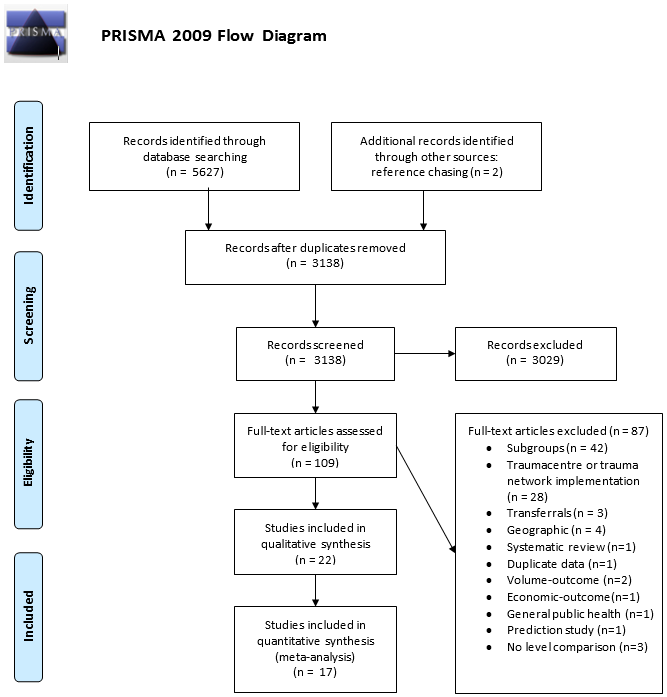 PRISMA
PRISMA 2009 Flow Diagram
Identification
Records identified through
database searching
(n = 5627)
Additional records identified
through other sources:
reference chasing (n = 2)
Records after duplicates removed
(n = 3138)
Screening
Records screened
(n = 3138)
Records excluded
(n = 3029)
Eligibility
Full-text articles assessed
for eligibility
(n = 109)
Full-text articles excluded (n = 87)
• Subgroups (n = 42)
• Traumacentre or trauma
network implementation
(n = 28)
• Transferrals (n = 3)
• Geographic (n = 4)
• Systematic review (n=1)
• Duplicate data (n=1)
• Volume-outcome (n=2)
• Economic-outcome(n=1)
• General public health (n=1)
• Prediction study (n=1)
• No level comparison (n=3)
Studies included in
qualitative synthesis
(n = 22)
Included
Studies included in
quantitative synthesis
(meta-analysis)
(n = 17)